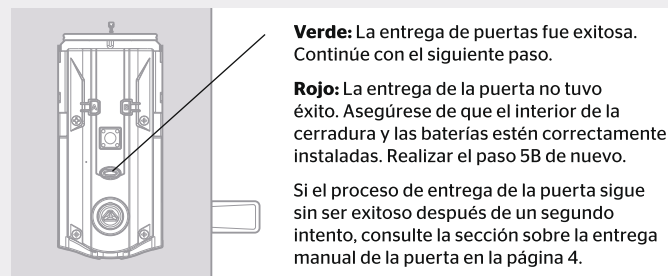 Verde: La entrega de puertas fue exitosa.
Continúe con el siguiente paso.
Rojo: La entrega de la puerta no tuvo
éxito. Asegúrese de que el interior de la
cerradura y las baterías estén correctamente
instaladas. Realizar el paso 5B de nuevo.
Si el proceso de entrega de la puerta sigue
sin ser exitoso después de un segundo
intento, consulte la sección sobre la entrega
manual de la puerta en la página 4.